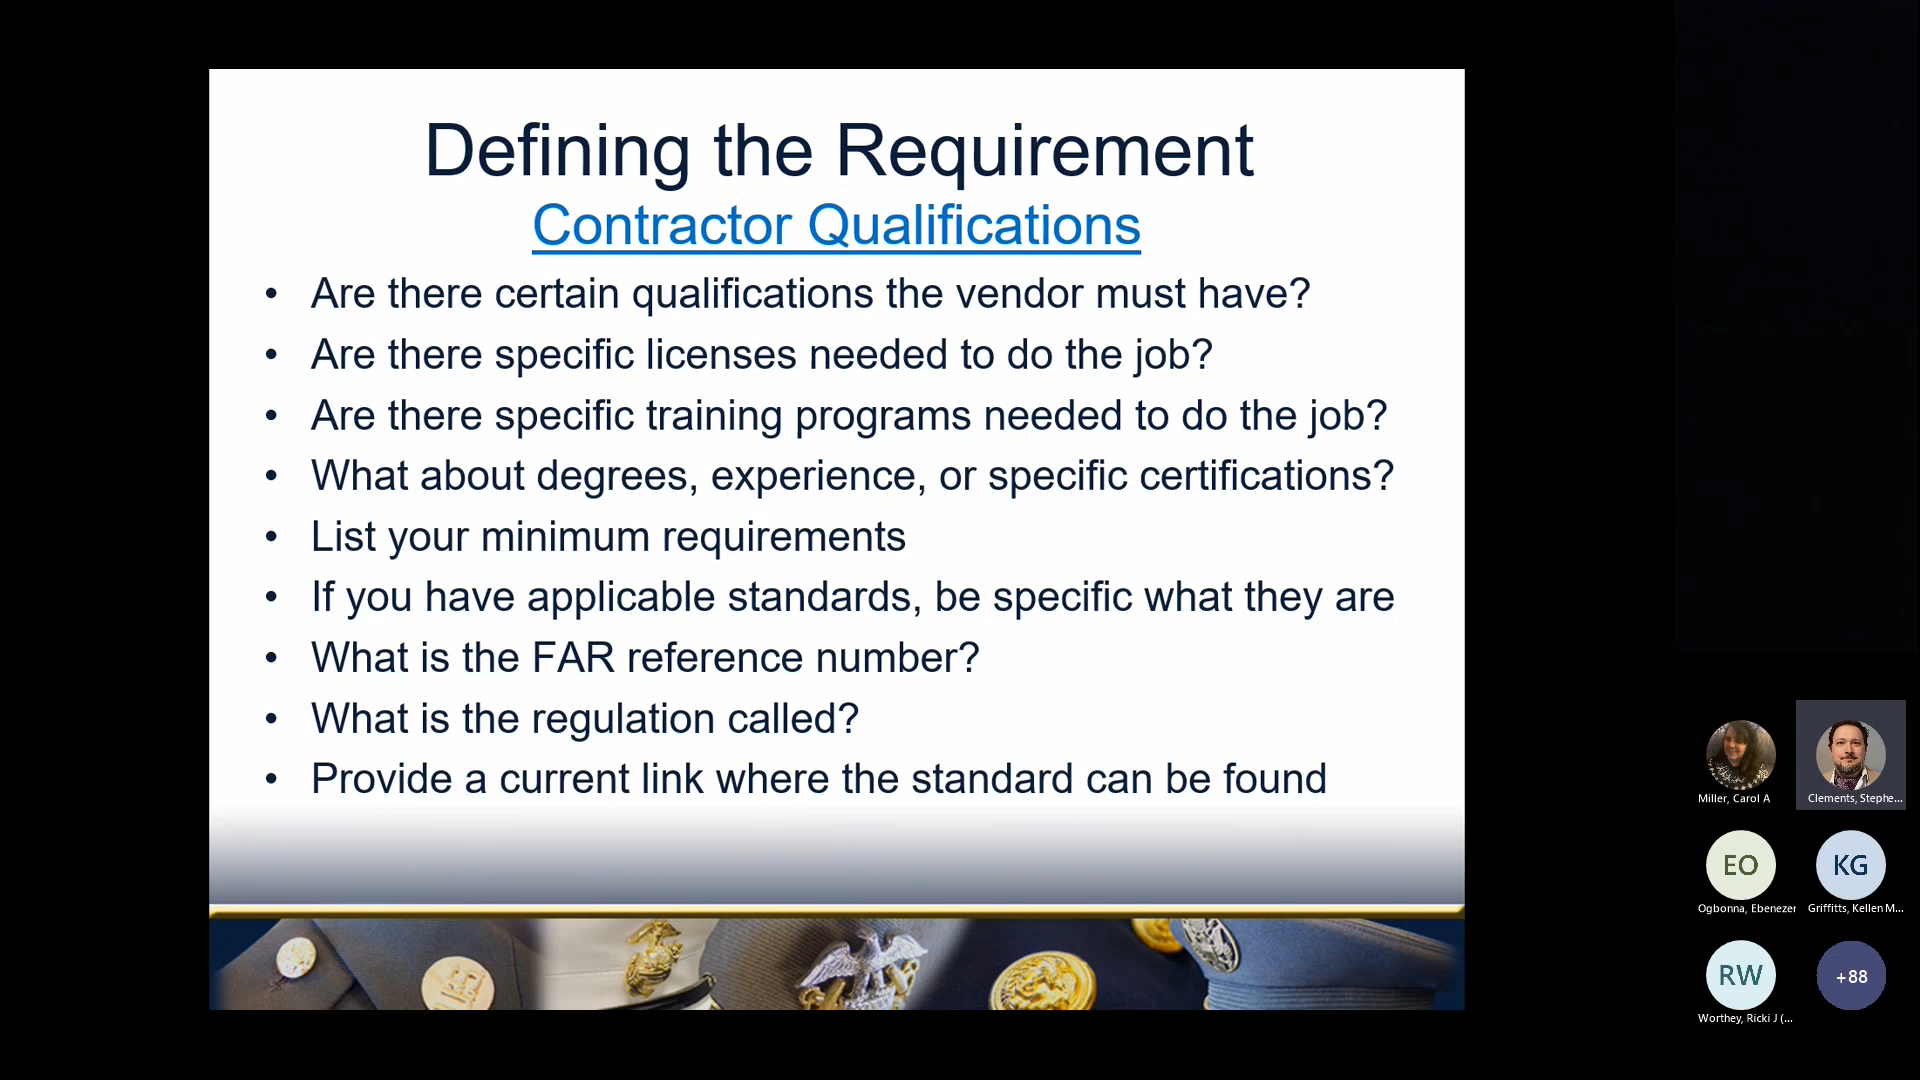 Defining the Requirement
Contractor Qualifications
• Are there certain qualifications the vendor must have?
• Are there specific licenses needed to do the job?
• Are there specific training programs needed to do the job?
• What about degrees, experience, or specific certifications?
• List your minimum requirements
• If you have applicable standards, be specific what they are
• What is the FAR reference number?
• What is the regulation called?
• Provide a current link where the standard can be found
Miller, Carol A
Clements, Stephe...
EO
Ogbonna, Ebenezer
KG
Griffitts, Kellen M...
RW
Worthey, Ricki J (...
+88